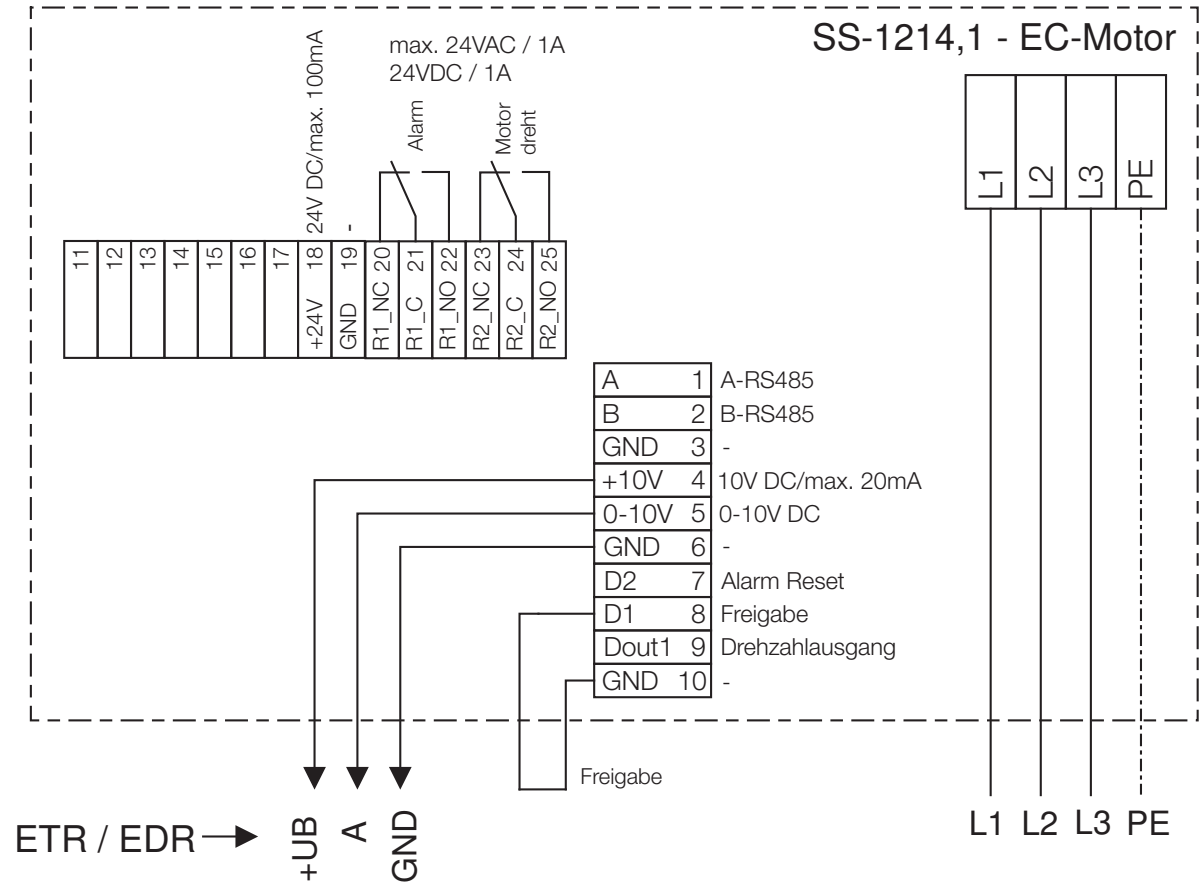 SS-1214,1 - EC-Motor
max. 24VAC / 1A
24VDC / 1A
24V DC/max. 100mA
-
Alarm
Motor
dreht
11
12
13
14
15
16
17
+24V 18
GND 19
R1_NC 20
R1_C 21
R1_NO 22
R2_NC 23
R2_C 24
R2_NO 25
L1
L2
L3
PE
A 1 A-RS485
B 2 B-RS485
GND 3 -
+10V 4 10V DC/max. 20mA
0-10V 5 0-10V DC
GND 6 -
D2 7 Alarm Reset
D1 8 Freigabe
Dout1 9 Drehzahlausgang
GND 10 -
Freigabe
ETR / EDR
+UB
A
GND
L1 L2 L3 PE